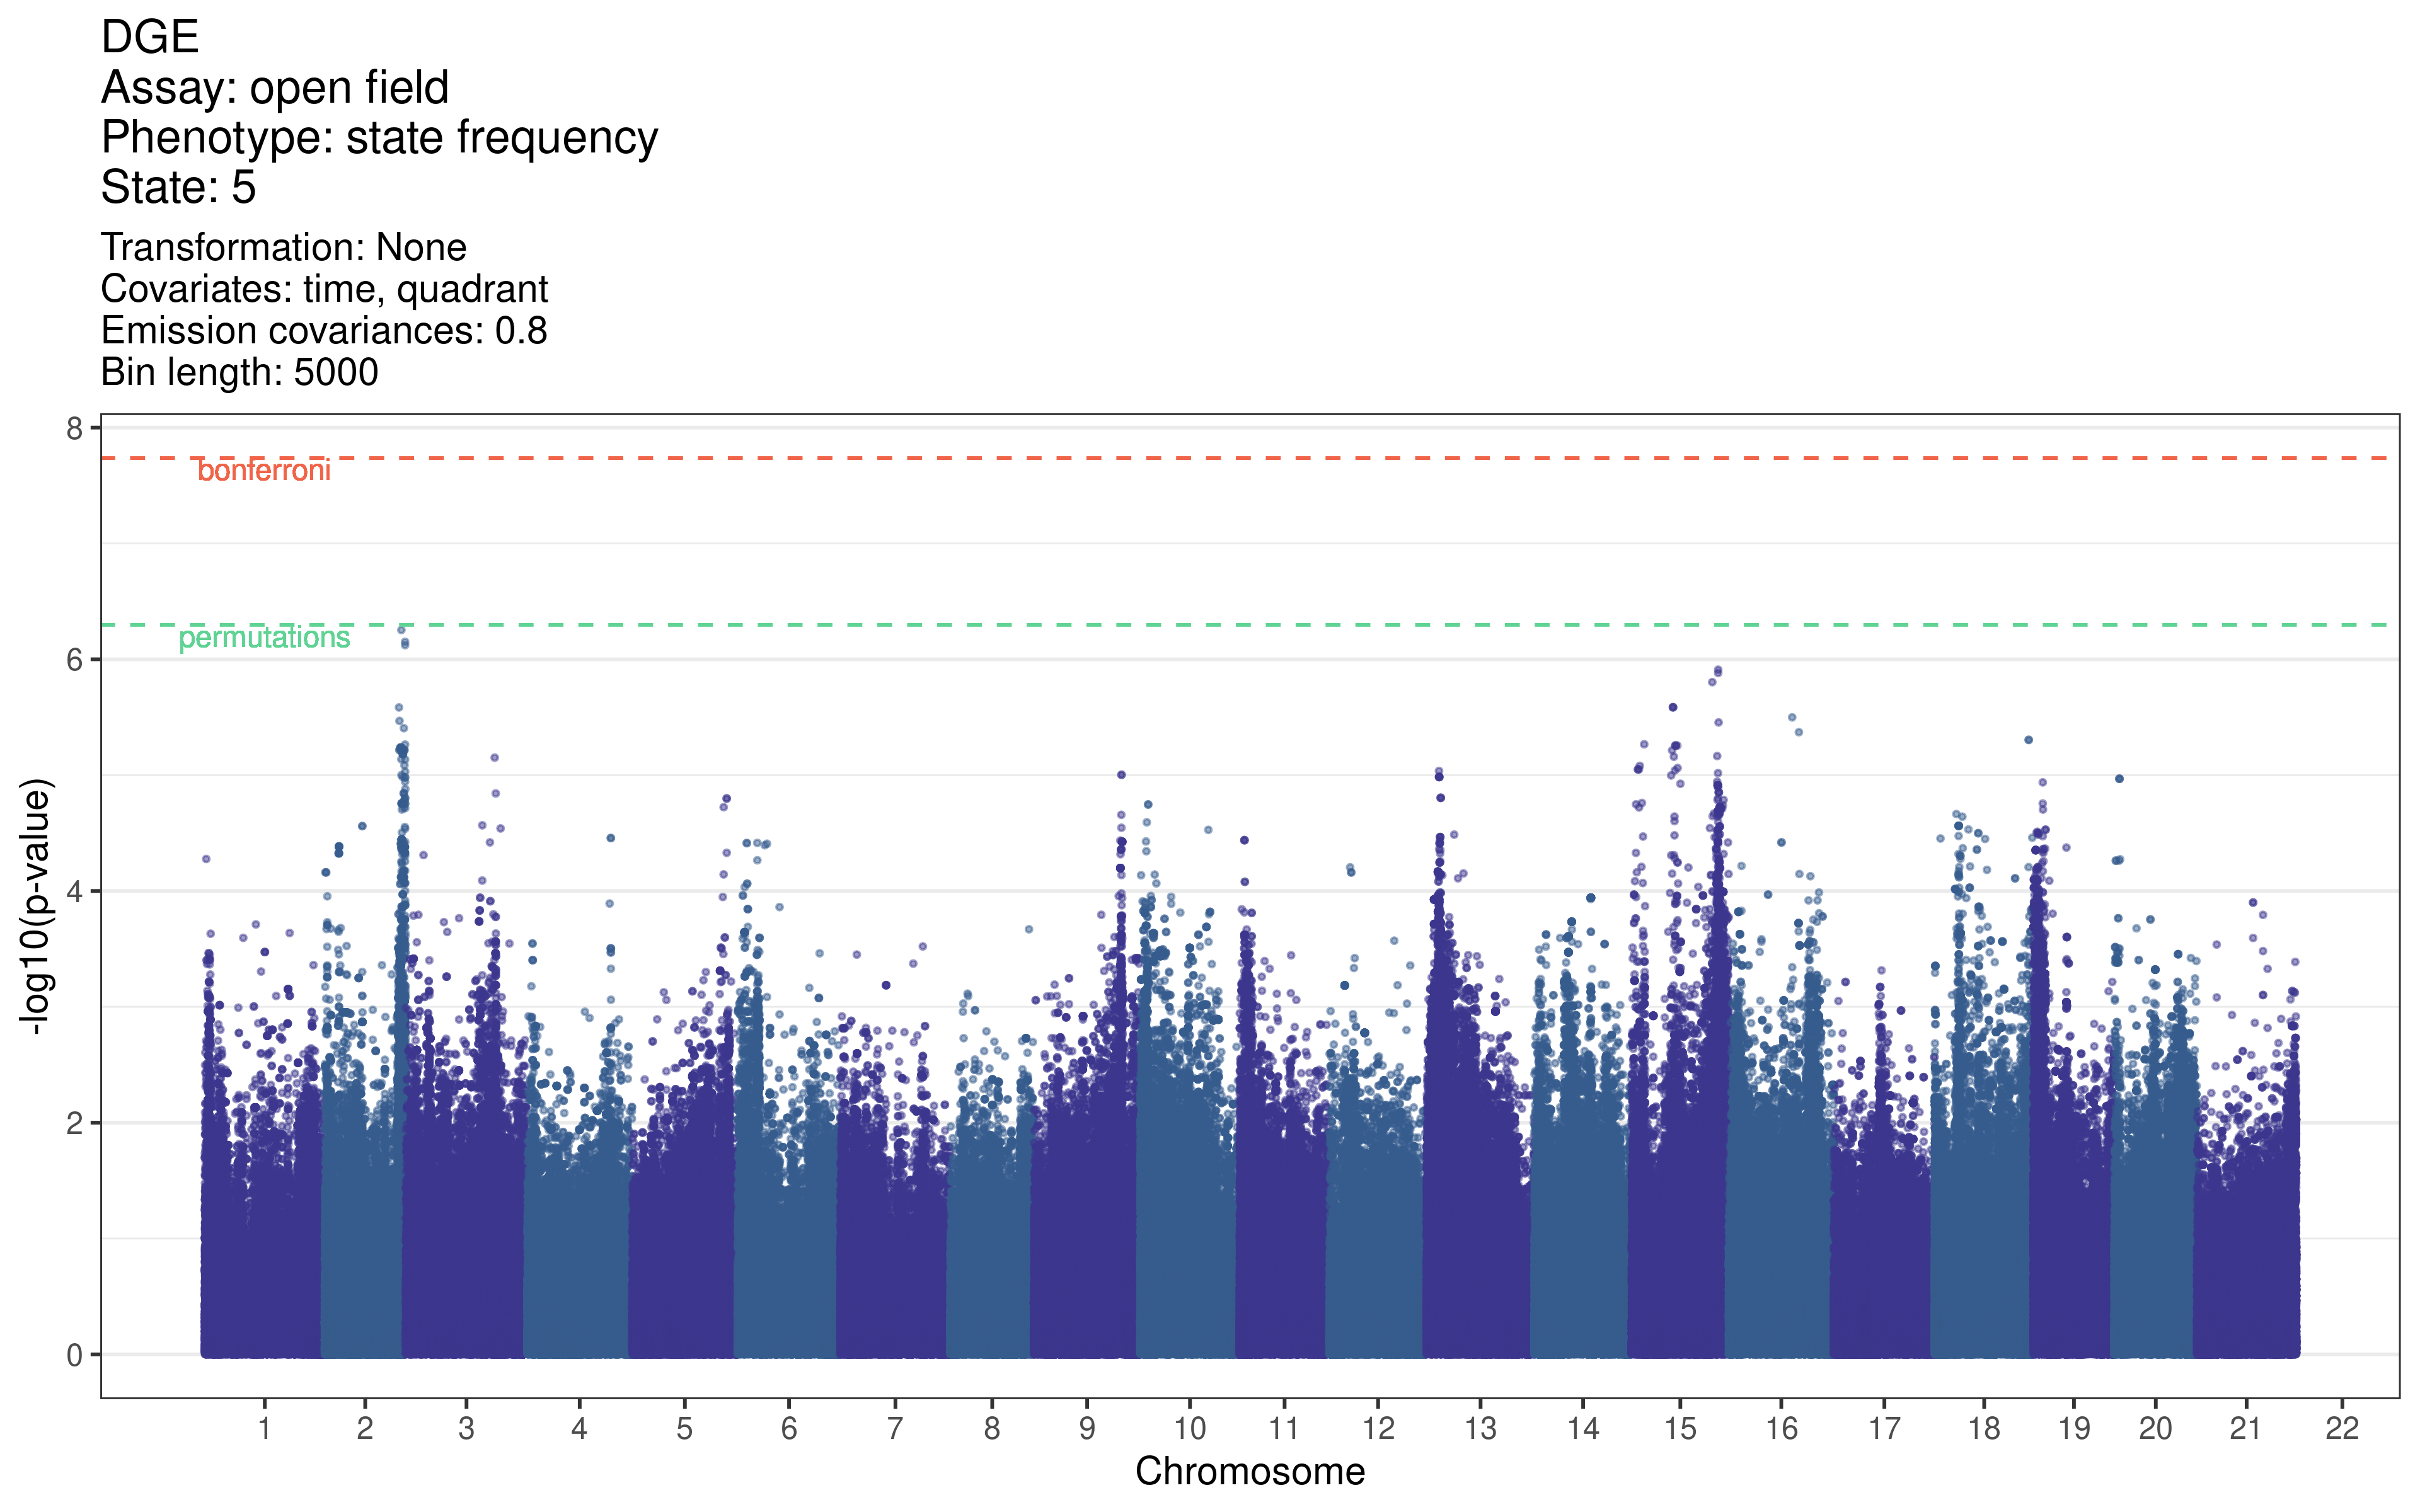 DGE
Assay: open field
Phenotype: state frequency
State: 5
Transformation: None
Covariates: time, quadrant
Emission covariances: 0.8
Bin length: 5000
8
bonferroni
permutations
6
4
2
0
-log10(p-value)
1 2 3 4 5 6 7 8 9 10 11 12 13 14 15 16 17 18 19 20 21 22
Chromosome